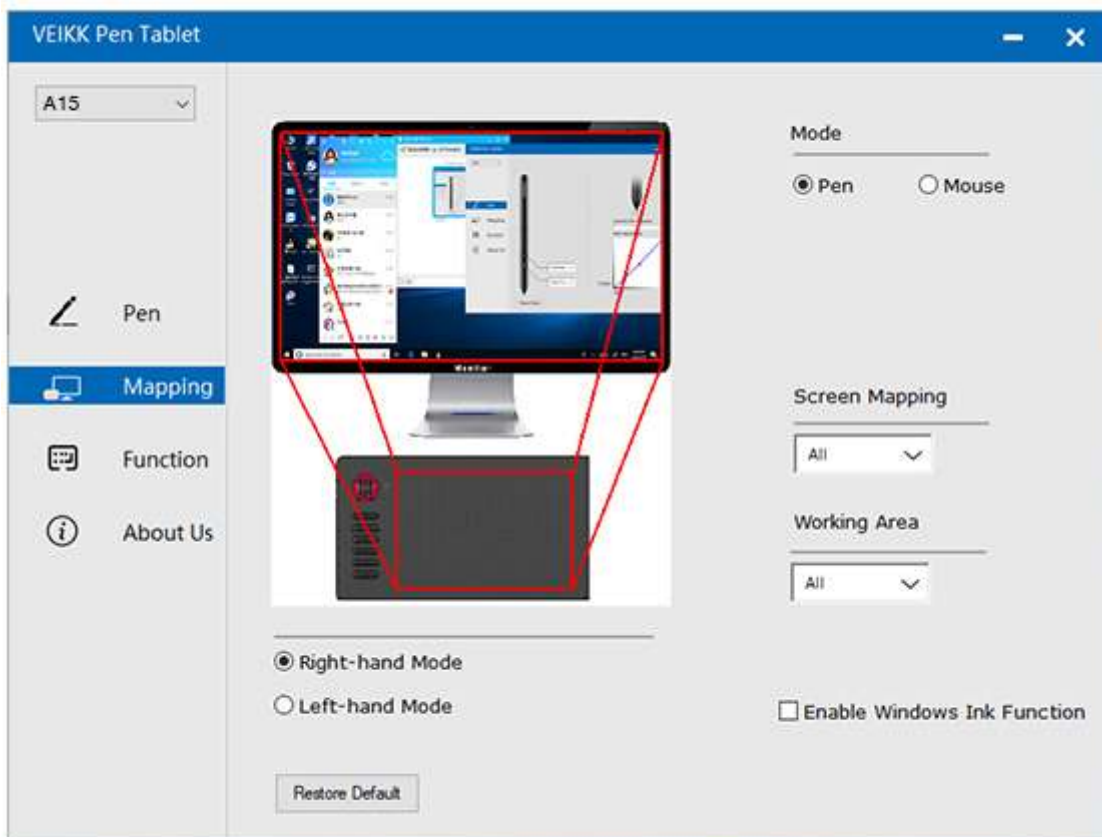 VEIKK Pen Tablet
A15
Pen
Mapping
Function
About Us
Monitor
Right-hand Mode
Left-hand Mode
Restore Default
Mode
Pen
Mouse
Screen Mapping
All
Working Area
All
Enable Windows Ink Function